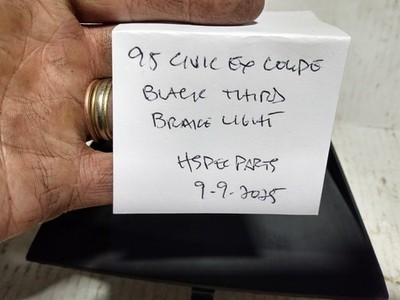 95 CIVIC EX COUPE
BLACK THIRD
BRAKE LIGHT
HSPEC PARTS
9-9-2025